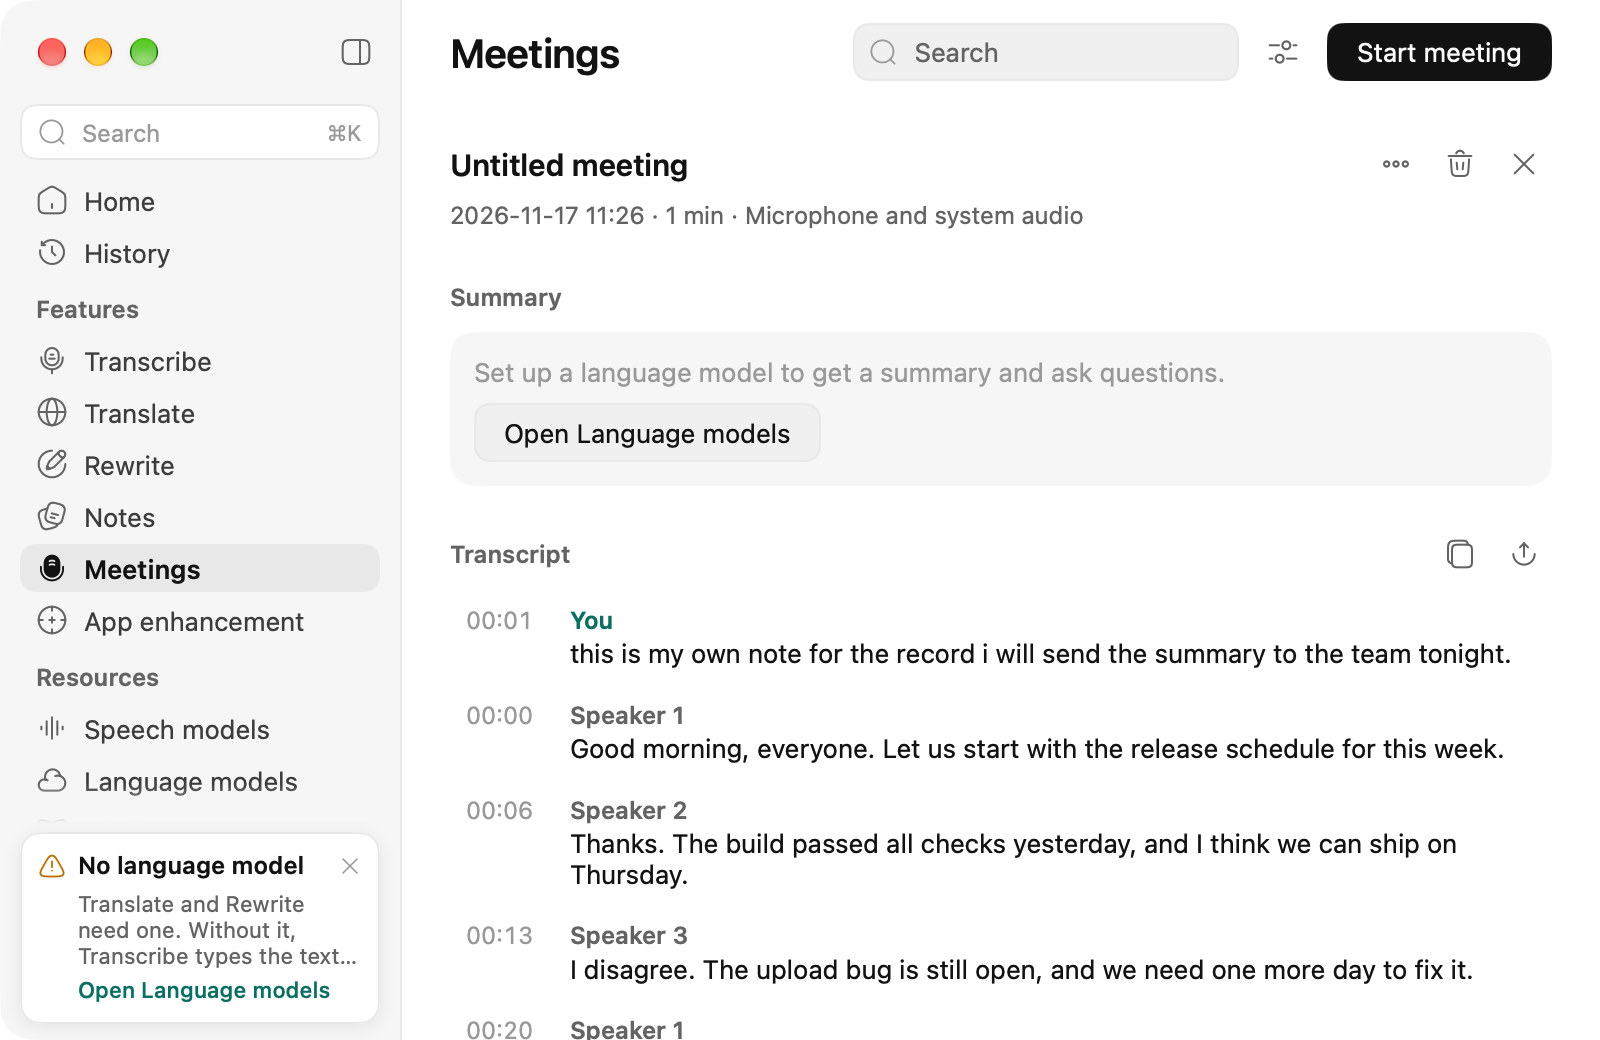 Search ⌘K
Home
History
Features
Transcribe
Translate
Rewrite
Notes
Meetings
App enhancement
Resources
Speech models
Language models
No language model
Translate and Rewrite
need one. Without it,
Transcribe types the text...
Open Language models
Meetings
Search
Start meeting
Untitled meeting
2026-11-17 11:26 · 1 min · Microphone and system audio
Summary
Set up a language model to get a summary and ask questions.
Open Language models
Transcript
00:01 You
this is my own note for the record i will send the summary to the team tonight.
00:00 Speaker 1
Good morning, everyone. Let us start with the release schedule for this week.
00:06 Speaker 2
Thanks. The build passed all checks yesterday, and I think we can ship on
Thursday.
00:13 Speaker 3
I disagree. The upload bug is still open, and we need one more day to fix it.
00:20 Speaker 1